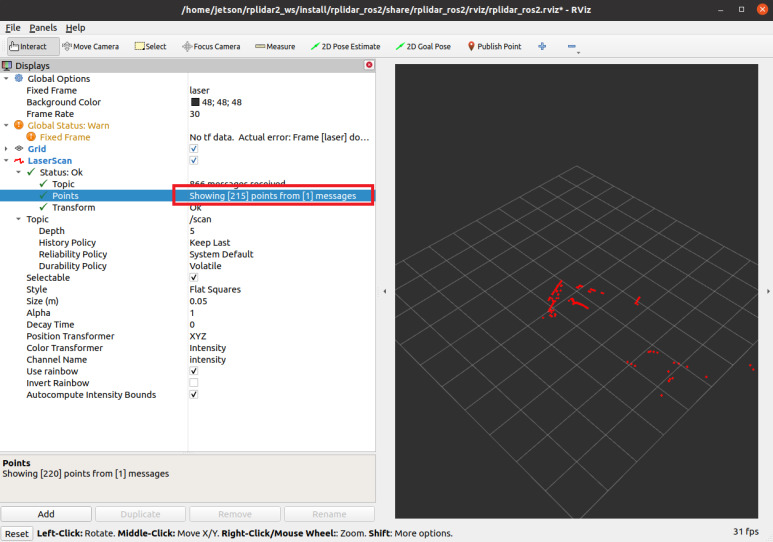 /home/jetson/rplidar2_ws/install/rplidar_ros2/share/rplidar_ros2/rviz/rplidar_ros2.rviz* - RViz
File Panels Help
Interact Move Camera Select Focus Camera Measure 2D Pose Estimate 2D Goal Pose Publish Point
Displays
Global Options
Fixed Frame laser
Background Color 48; 48; 48
Frame Rate 30
Global Status: Warn
Fixed Frame No tf data. Actual error: Frame [laser] do...
Grid
LaserScan
Status: Ok
Topic 866 messages received
Points Showing [215] points from [1] messages
Transform Ok
Topic /scan
Depth 5
History Policy Keep Last
Reliability Policy System Default
Durability Policy Volatile
Selectable
Style Flat Squares
Size (m) 0.05
Alpha 1
Decay Time 0
Position Transformer XYZ
Color Transformer Intensity
Channel Name intensity
Use rainbow
Invert Rainbow
Autocompute Intensity Bounds
Points
Showing [220] points from [1] messages
Add Duplicate Remove Rename
Reset Left-Click: Rotate. Middle-Click: Move X/Y. Right-Click/Mouse Wheel:: Zoom. Shift: More options. 31 fps